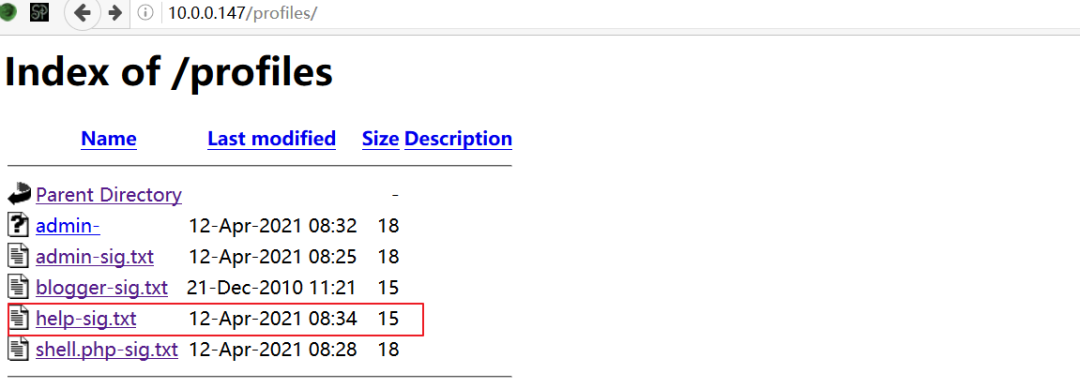 SP
10.0.0.147/profiles/
Index of /profiles
Name Last modified Size Description
Parent Directory -
admin- 12-Apr-2021 08:32 18
admin-sig.txt 12-Apr-2021 08:25 18
blogger-sig.txt 21-Dec-2010 11:21 15
help-sig.txt 12-Apr-2021 08:34 15
shell.php-sig.txt 12-Apr-2021 08:28 18